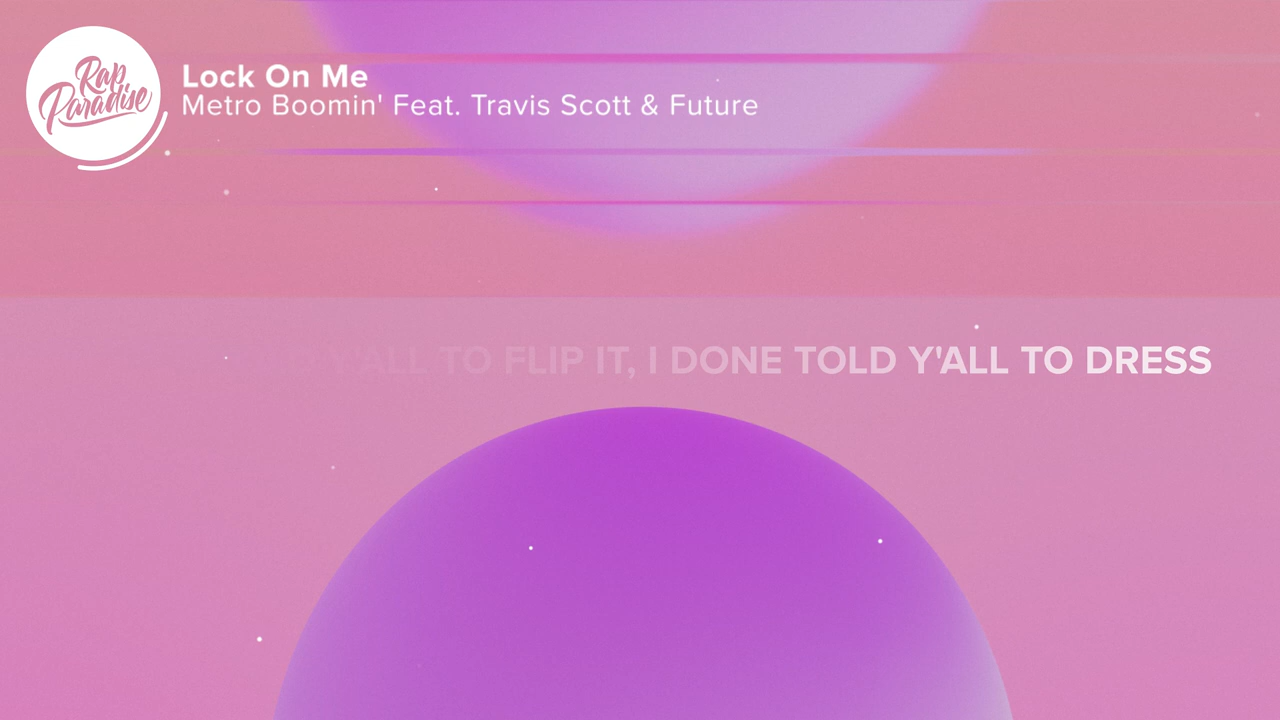 Rap
Paradise
Lock On Me
Metro Boomin' Feat. Travis Scott & Future
Y'ALL TO FLIP IT, I DONE TOLD Y'ALL TO DRESS